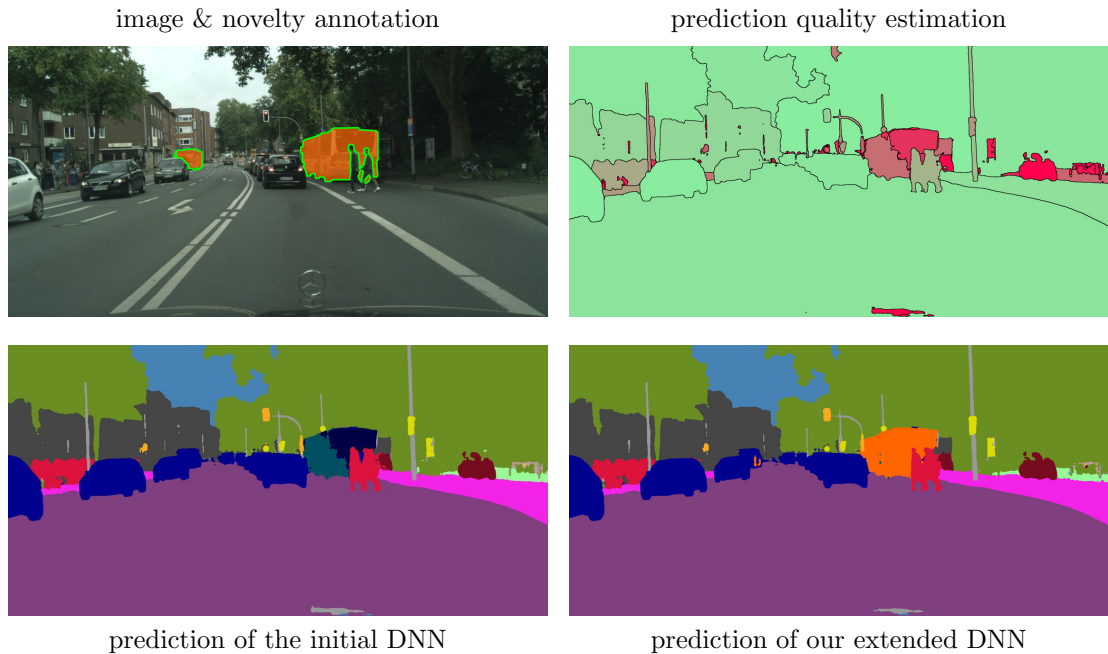 image & novelty annotation
prediction quality estimation
prediction of the initial DNN
prediction of our extended DNN